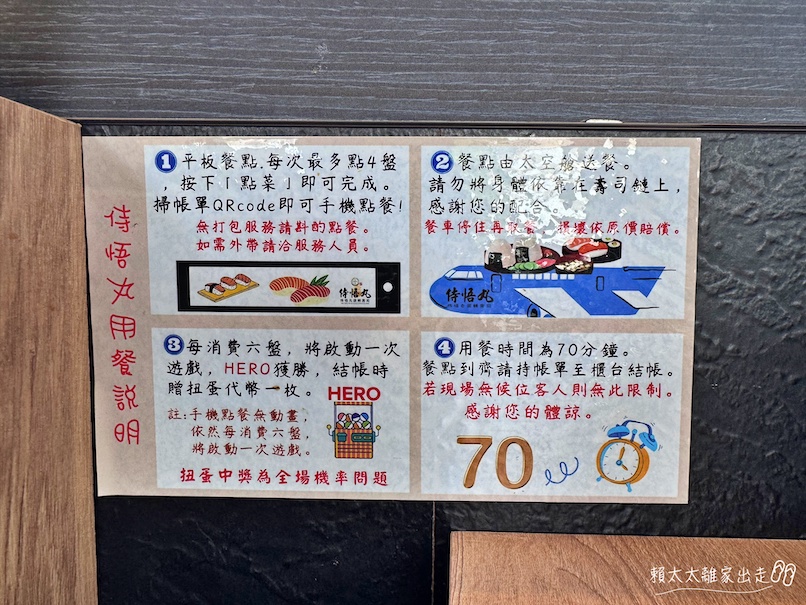 侍悟丸用餐說明
1 平板餐點.每次最多點4盤
，按下「點菜」即可完成。
掃帳單QRcode即可手機點餐!
無打包服務請斟酌點餐。
如需外帶請洽服務人員。
侍悟丸
2 餐點由太空艙送餐。
請勿將身體依靠在壽司鏈上，
感謝您的配合。
餐車停住再取餐，損壞依原價賠償。
侍悟丸
3 每消費六盤，將啟動一次
遊戲，HERO獲勝，結帳時
贈扭蛋代幣一枚。
HERO
註:手機點餐無動畫，
依然每消費六盤，
將啟動一次遊戲。
扭蛋中獎為全場機率問題
4 用餐時間為70分鐘。
餐點到齊請持帳單至櫃台結帳。
若現場無候位客人則無此限制。
感謝您的體諒。
70
賴太太離家出走